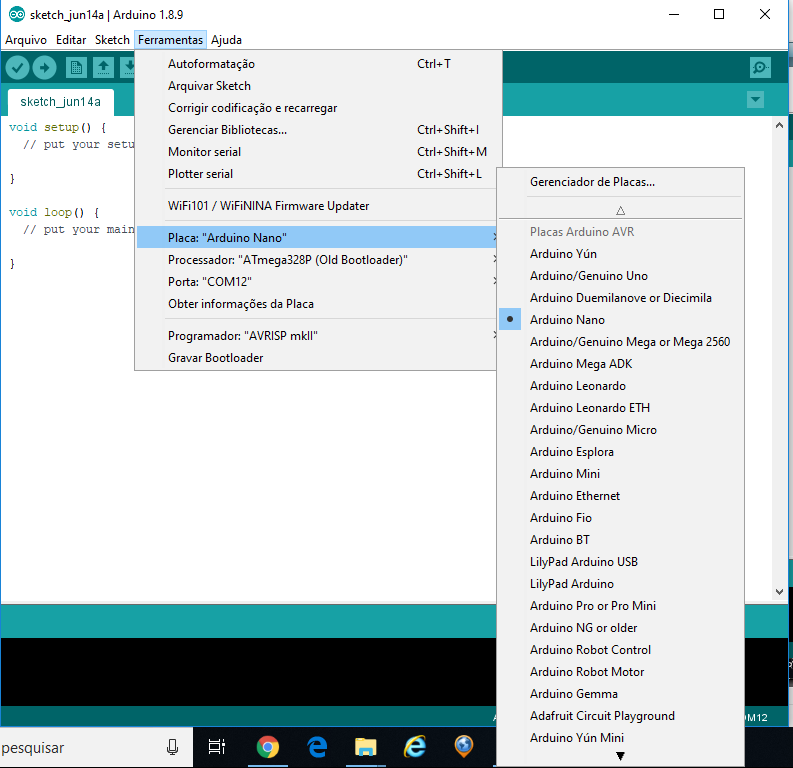 sketch_jun14a | Arduino 1.8.9
Arquivo Editar Sketch Ferramentas Ajuda
sketch_jun14a
void setup() {
// put your setu
}
void loop() {
// put your main
}
Autoformatação Ctrl+T
Arquivar Sketch
Corrigir codificação e recarregar
Gerenciar Bibliotecas... Ctrl+Shift+I
Monitor serial Ctrl+Shift+M
Plotter serial Ctrl+Shift+L
WiFi101 / WiFiNINA Firmware Updater
Placa: "Arduino Nano"
Processador: "ATmega328P (Old Bootloader)"
Porta: "COM12"
Obter informações da Placa
Programador: "AVRISP mkII"
Gravar Bootloader
Gerenciador de Placas...
Placas Arduino AVR
Arduino Yún
Arduino/Genuino Uno
Arduino Duemilanove or Diecimila
Arduino Nano
Arduino/Genuino Mega or Mega 2560
Arduino Mega ADK
Arduino Leonardo
Arduino Leonardo ETH
Arduino/Genuino Micro
Arduino Esplora
Arduino Mini
Arduino Ethernet
Arduino Fio
Arduino BT
LilyPad Arduino USB
LilyPad Arduino
Arduino Pro or Pro Mini
Arduino NG or older
Arduino Robot Control
Arduino Robot Motor
Arduino Gemma
Adafruit Circuit Playground
Arduino Yún Mini
OM12
pesquisar